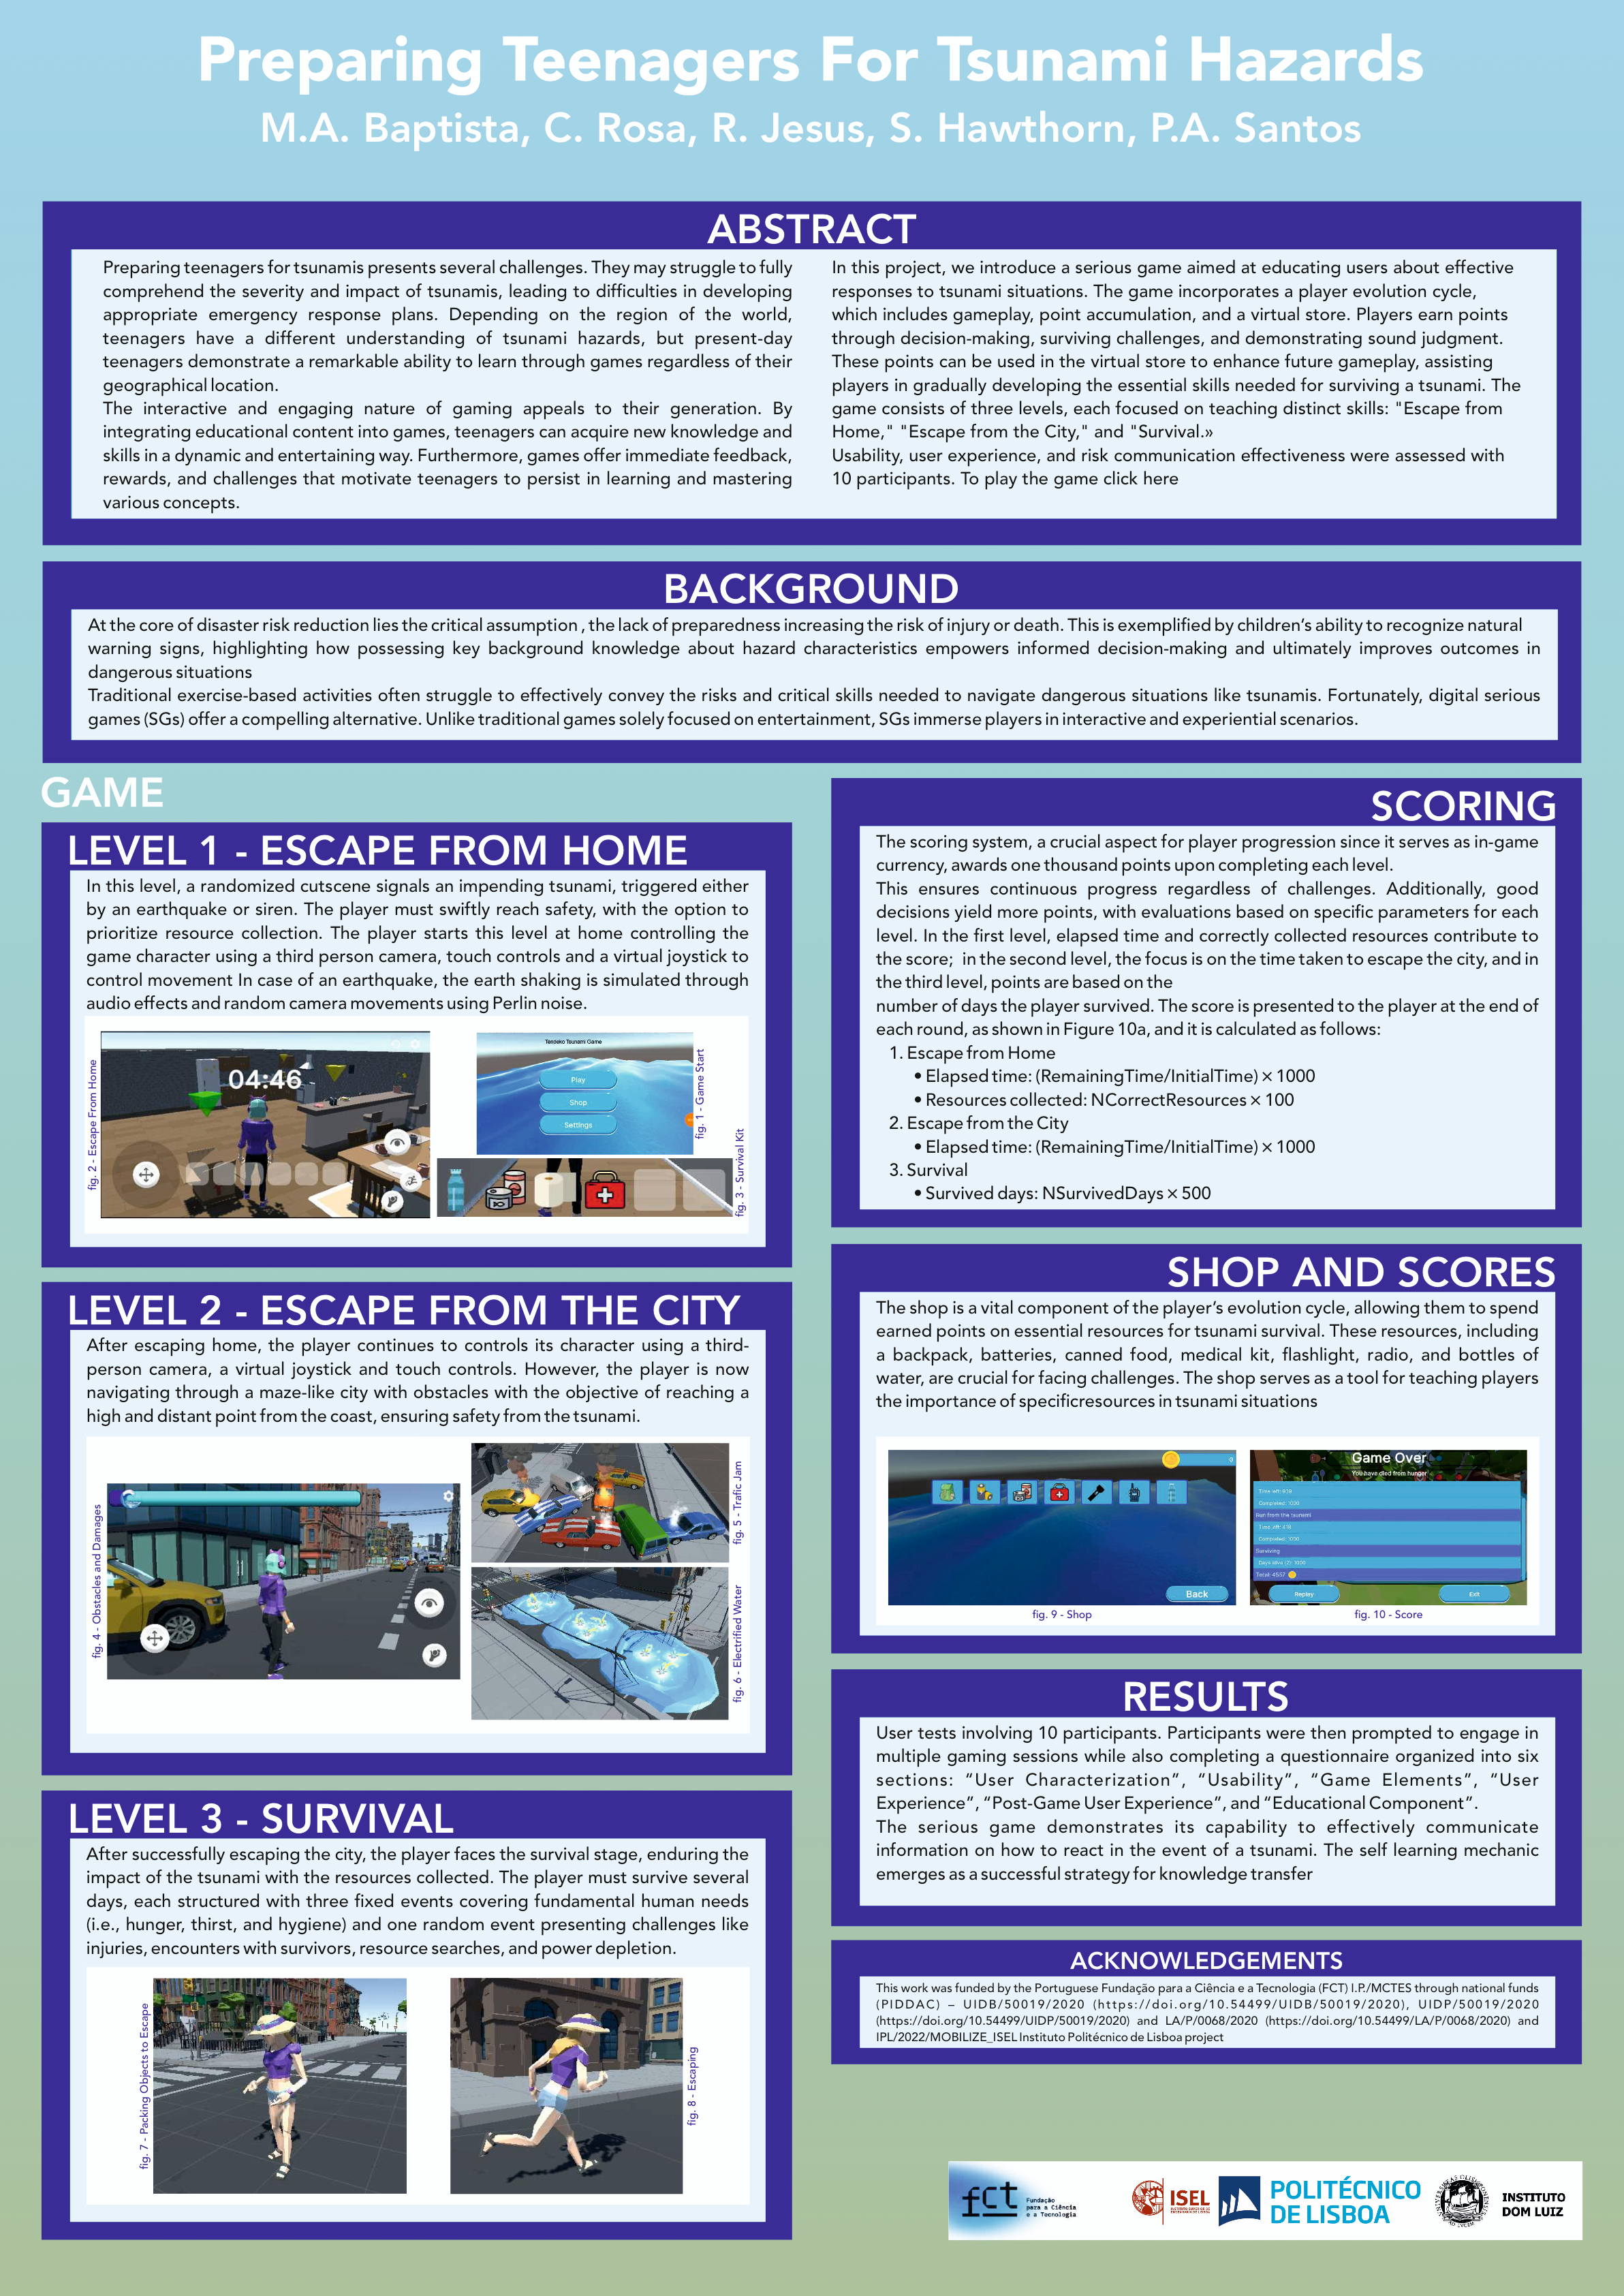 Preparing Teenagers For Tsunami Hazards
M.A. Baptista, C. Rosa, R. Jesus, S. Hawthorn, P.A. Santos
ABSTRACT
Preparing teenagers for tsunamis presents several challenges. They may struggle to fully
comprehend the severity and impact of tsunamis, leading to difficulties in developing
appropriate emergency response plans. Depending on the region of the world,
teenagers have a different understanding of tsunami hazards, but present-day
teenagers demonstrate a remarkable ability to learn through games regardless of their
geographical location.
The interactive and engaging nature of gaming appeals to their generation. By
integrating educational content into games, teenagers can acquire new knowledge and
skills in a dynamic and entertaining way. Furthermore, games offer immediate feedback,
rewards, and challenges that motivate teenagers to persist in learning and mastering
various concepts.
In this project, we introduce a serious game aimed at educating users about effective
responses to tsunami situations. The game incorporates a player evolution cycle,
which includes gameplay, point accumulation, and a virtual store. Players earn points
through decision-making, surviving challenges, and demonstrating sound judgment.
These points can be used in the virtual store to enhance future gameplay, assisting
players in gradually developing the essential skills needed for surviving a tsunami. The
game consists of three levels, each focused on teaching distinct skills: "Escape from
Home," "Escape from the City," and "Survival.»
Usability, user experience, and risk communication effectiveness were assessed with
10 participants. To play the game click here
BACKGROUND
At the core of disaster risk reduction lies the critical assumption , the lack of preparedness increasing the risk of injury or death. This is exemplified by children's ability to recognize natural
warning signs, highlighting how possessing key background knowledge about hazard characteristics empowers informed decision-making and ultimately improves outcomes in
dangerous situations
Traditional exercise-based activities often struggle to effectively convey the risks and critical skills needed to navigate dangerous situations like tsunamis. Fortunately, digital serious
games (SGs) offer a compelling alternative. Unlike traditional games solely focused on entertainment, SGs immerse players in interactive and experiential scenarios.
GAME
LEVEL 1 - ESCAPE FROM HOME
In this level, a randomized cutscene signals an impending tsunami, triggered either
by an earthquake or siren. The player must swiftly reach safety, with the option to
prioritize resource collection. The player starts this level at home controlling the
game character using a third person camera, touch controls and a virtual joystick to
control movement In case of an earthquake, the earth shaking is simulated through
audio effects and random camera movements using Perlin noise.
fig. 2 - Escape From Home
04:46
Tendeko Tsunami Game
Play
Shop
Settings
fig. 1 - Game Start
fig. 3 - Survival Kit
LEVEL 2 - ESCAPE FROM THE CITY
After escaping home, the player continues to controls its character using a third-
person camera, a virtual joystick and touch controls. However, the player is now
navigating through a maze-like city with obstacles with the objective of reaching a
high and distant point from the coast, ensuring safety from the tsunami.
fig. 4 - Obstacles and Damages
fig. 5 - Trafic Jam
fig. 6 - Electrified Water
LEVEL 3 - SURVIVAL
After successfully escaping the city, the player faces the survival stage, enduring the
impact of the tsunami with the resources collected. The player must survive several
days, each structured with three fixed events covering fundamental human needs
(i.e., hunger, thirst, and hygiene) and one random event presenting challenges like
injuries, encounters with survivors, resource searches, and power depletion.
fig. 7 - Packing Objects to Escape
fig. 8 - Escaping
SCORING
The scoring system, a crucial aspect for player progression since it serves as in-game
currency, awards one thousand points upon completing each level.
This ensures continuous progress regardless of challenges. Additionally, good
decisions yield more points, with evaluations based on specific parameters for each
level. In the first level, elapsed time and correctly collected resources contribute to
the score; in the second level, the focus is on the time taken to escape the city, and in
the third level, points are based on the
number of days the player survived. The score is presented to the player at the end of
each round, as shown in Figure 10a, and it is calculated as follows:
1. Escape from Home
• Elapsed time: (RemainingTime/InitialTime) × 1000
• Resources collected: NCorrectResources × 100
2. Escape from the City
• Elapsed time: (RemainingTime/InitialTime) × 1000
3. Survival
• Survived days: NSurvivedDays × 500
SHOP AND SCORES
The shop is a vital component of the player's evolution cycle, allowing them to spend
earned points on essential resources for tsunami survival. These resources, including
a backpack, batteries, canned food, medical kit, flashlight, radio, and bottles of
water, are crucial for facing challenges. The shop serves as a tool for teaching players
the importance of specificresources in tsunami situations
0
Back
fig. 9 - Shop
Game Over
You have died from hunger
Completed: 1000
Run from the tsunami
Completed: 1000
Surviving
Days alive (2): 1000
Total: 4557
Replay
Exit
fig. 10 - Score
RESULTS
User tests involving 10 participants. Participants were then prompted to engage in
multiple gaming sessions while also completing a questionnaire organized into six
sections: “User Characterization”, “Usability”, “Game Elements”, “User
Experience”, “Post-Game User Experience”, and “Educational Component”.
The serious game demonstrates its capability to effectively communicate
information on how to react in the event of a tsunami. The self learning mechanic
emerges as a successful strategy for knowledge transfer
ACKNOWLEDGEMENTS
This work was funded by the Portuguese Fundação para a Ciência e a Tecnologia (FCT) I.P./MCTES through national funds
(PIDDAC) – UIDB/50019/2020 (https://doi.org/10.54499/UIDB/50019/2020), UIDP/50019/2020
(https://doi.org/10.54499/UIDP/50019/2020) and LA/P/0068/2020 (https://doi.org/10.54499/LA/P/0068/2020) and
IPL/2022/MOBILIZE_ISEL Instituto Politécnico de Lisboa project
fct
Fundação
para a Ciência
e a Tecnologia
ISEL
POLITÉCNICO
DE LISBOA
INSTITUTO
DOM LUIZ